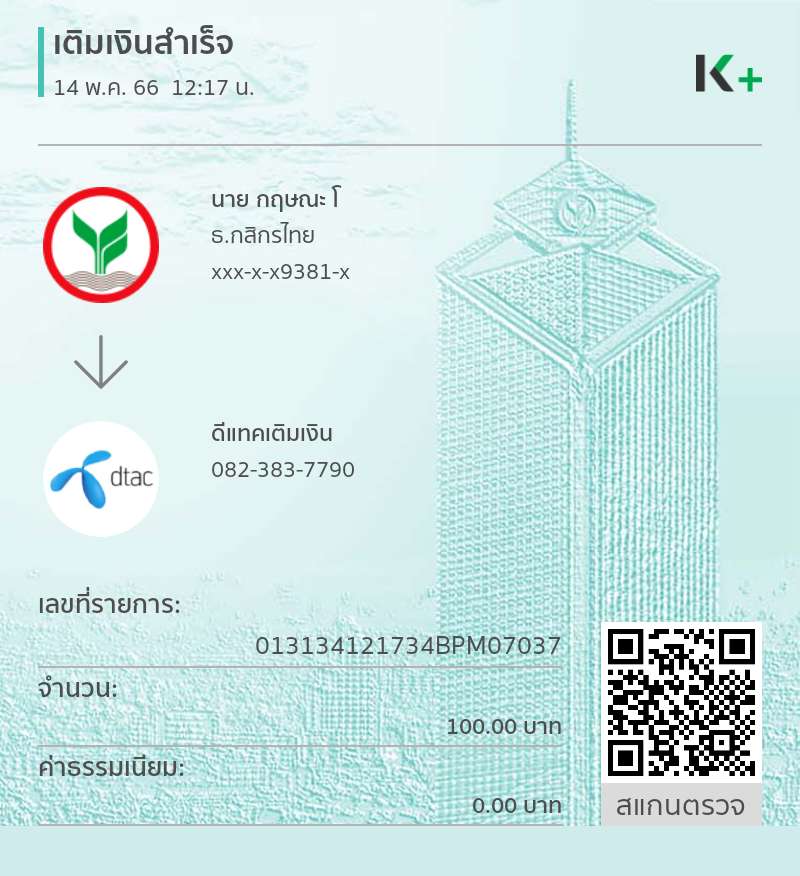 เติมเงินสำเร็จ
14 พ.ค. 66 12:17 น.
K+
นาย กฤษณะ โ
ธ.กสิกรไทย
xxx-x-x9381-x
ดีแทคเติมเงิน
082-383-7790
dtac
เลขที่รายการ:
013134121734BPM07037
จำนวน:
100.00 บาท
ค่าธรรมเนียม:
0.00 บาท
สแกนตรวจ